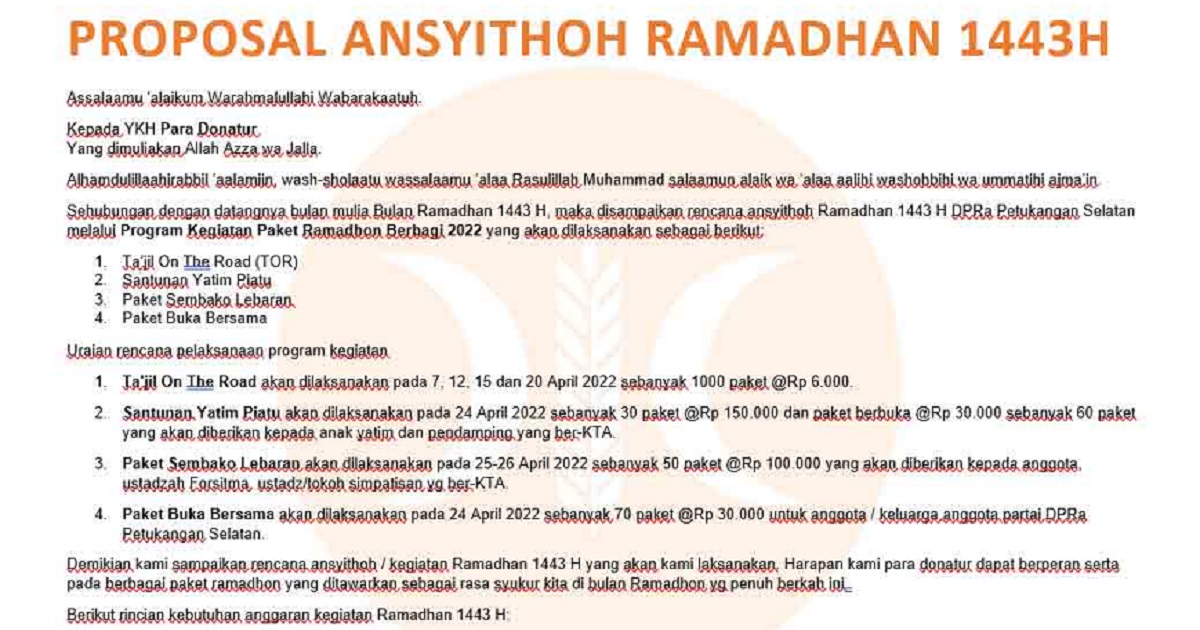 PROPOSAL ANSYITHOH RAMADHAN 1443H
Assalaamu 'alaikum Warahmatullahi Wabarakaatuh.
Kepada YKH Para Donatur
Yang dimuliakan Allah Azza wa Jalla.
Alhamdulillaahirabbil 'aalamiin, wash-sholaatu wassalaamu 'alaa Rasulillah Muhammad salaamun alaik wa 'alaa aalihi washohbihi wa ummatihi ajma'in.
Sehubungan dengan datangnya bulan mulia Bulan Ramadhan 1443 H, maka disampaikan rencana ansyithoh Ramadhan 1443 H DPRa Petukangan Selatan
melalui Program Kegiatan Paket Ramadhon Berbagi 2022 yang akan dilaksanakan sebagai berikut:
1. Ta'jil On The Road (TOR)
2. Santunan Yatim Piatu
3. Paket Sembako Lebaran
4. Paket Buka Bersama
Uraian rencana pelaksanaan program kegiatan
1. Ta'jil On The Road akan dilaksanakan pada 7, 12, 15 dan 20 April 2022 sebanyak 1000 paket @Rp 6.000.
2. Santunan Yatim Piatu akan dilaksanakan pada 24 April 2022 sebanyak 30 paket @Rp 150.000 dan paket berbuka @Rp 30.000 sebanyak 60 paket
yang akan diberikan kepada anak yatim dan pendamping yang ber-KTA.
3. Paket Sembako Lebaran akan dilaksanakan pada 25-26 April 2022 sebanyak 50 paket @Rp 100.000 yang akan diberikan kepada anggota,
ustadzah Forsilma, ustadz/tokoh simpatisan yg ber-KTA.
4. Paket Buka Bersama akan dilaksanakan pada 24 April 2022 sebanyak 70 paket @Rp 30.000 untuk anggota / keluarga anggota partai DPRa
Petukangan Selatan.
Demikian kami sampaikan rencana ansyithoh / kegiatan Ramadhan 1443 H yang akan kami laksanakan. Harapan kami para donatur dapat berperan serta
pada berbagai paket ramadhon yang ditawarkan sebagai rasa syukur kita di bulan Ramadhon yg penuh berkah ini..
Berikut rincian kebutuhan anggaran kegiatan Ramadhan 1443 H: